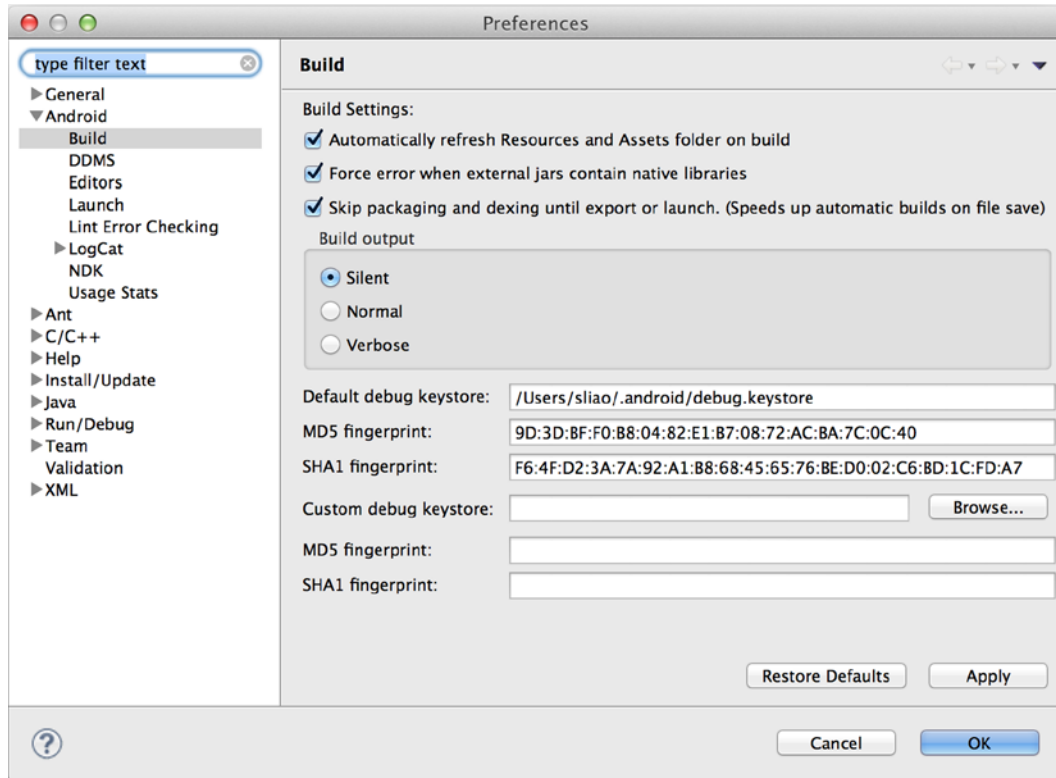 Preferences
type filter text
General
Android
Build
DDMS
Editors
Launch
Lint Error Checking
LogCat
NDK
Usage Stats
Ant
C/C++
Help
Install/Update
Java
Run/Debug
Team
Validation
XML
Build
Build Settings:
Automatically refresh Resources and Assets folder on build
Force error when external jars contain native libraries
Skip packaging and dexing until export or launch. (Speeds up automatic builds on file save)
Build output
Silent
Normal
Verbose
Default debug keystore: /Users/sliao/.android/debug.keystore
MD5 fingerprint: 9D:3D:BF:F0:B8:04:82:E1:B7:08:72:AC:BA:7C:0C:40
SHA1 fingerprint: F6:4F:D2:3A:7A:92:A1:B8:68:45:65:76:BE:D0:02:C6:BD:1C:FD:A7
Custom debug keystore: Browse...
MD5 fingerprint:
SHA1 fingerprint:
Restore Defaults Apply
? Cancel OK